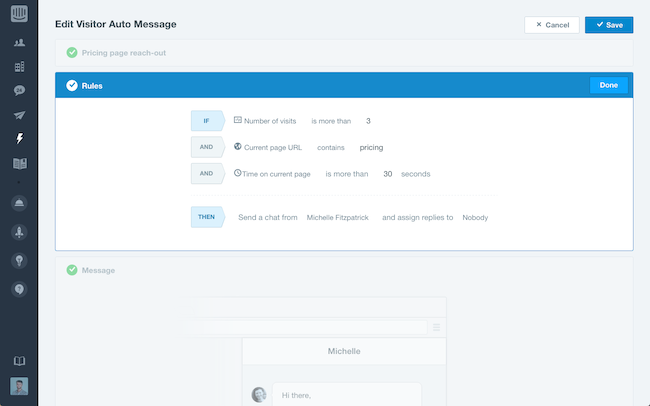 Edit Visitor Auto Message
Cancel
Save
Pricing page reach-out
Rules
Done
IF Number of visits is more than 3
AND Current page URL contains pricing
AND Time on current page is more than 30 seconds
THEN Send a chat from Michelle Fitzpatrick and assign replies to Nobody
Message
Michelle
Hi there,